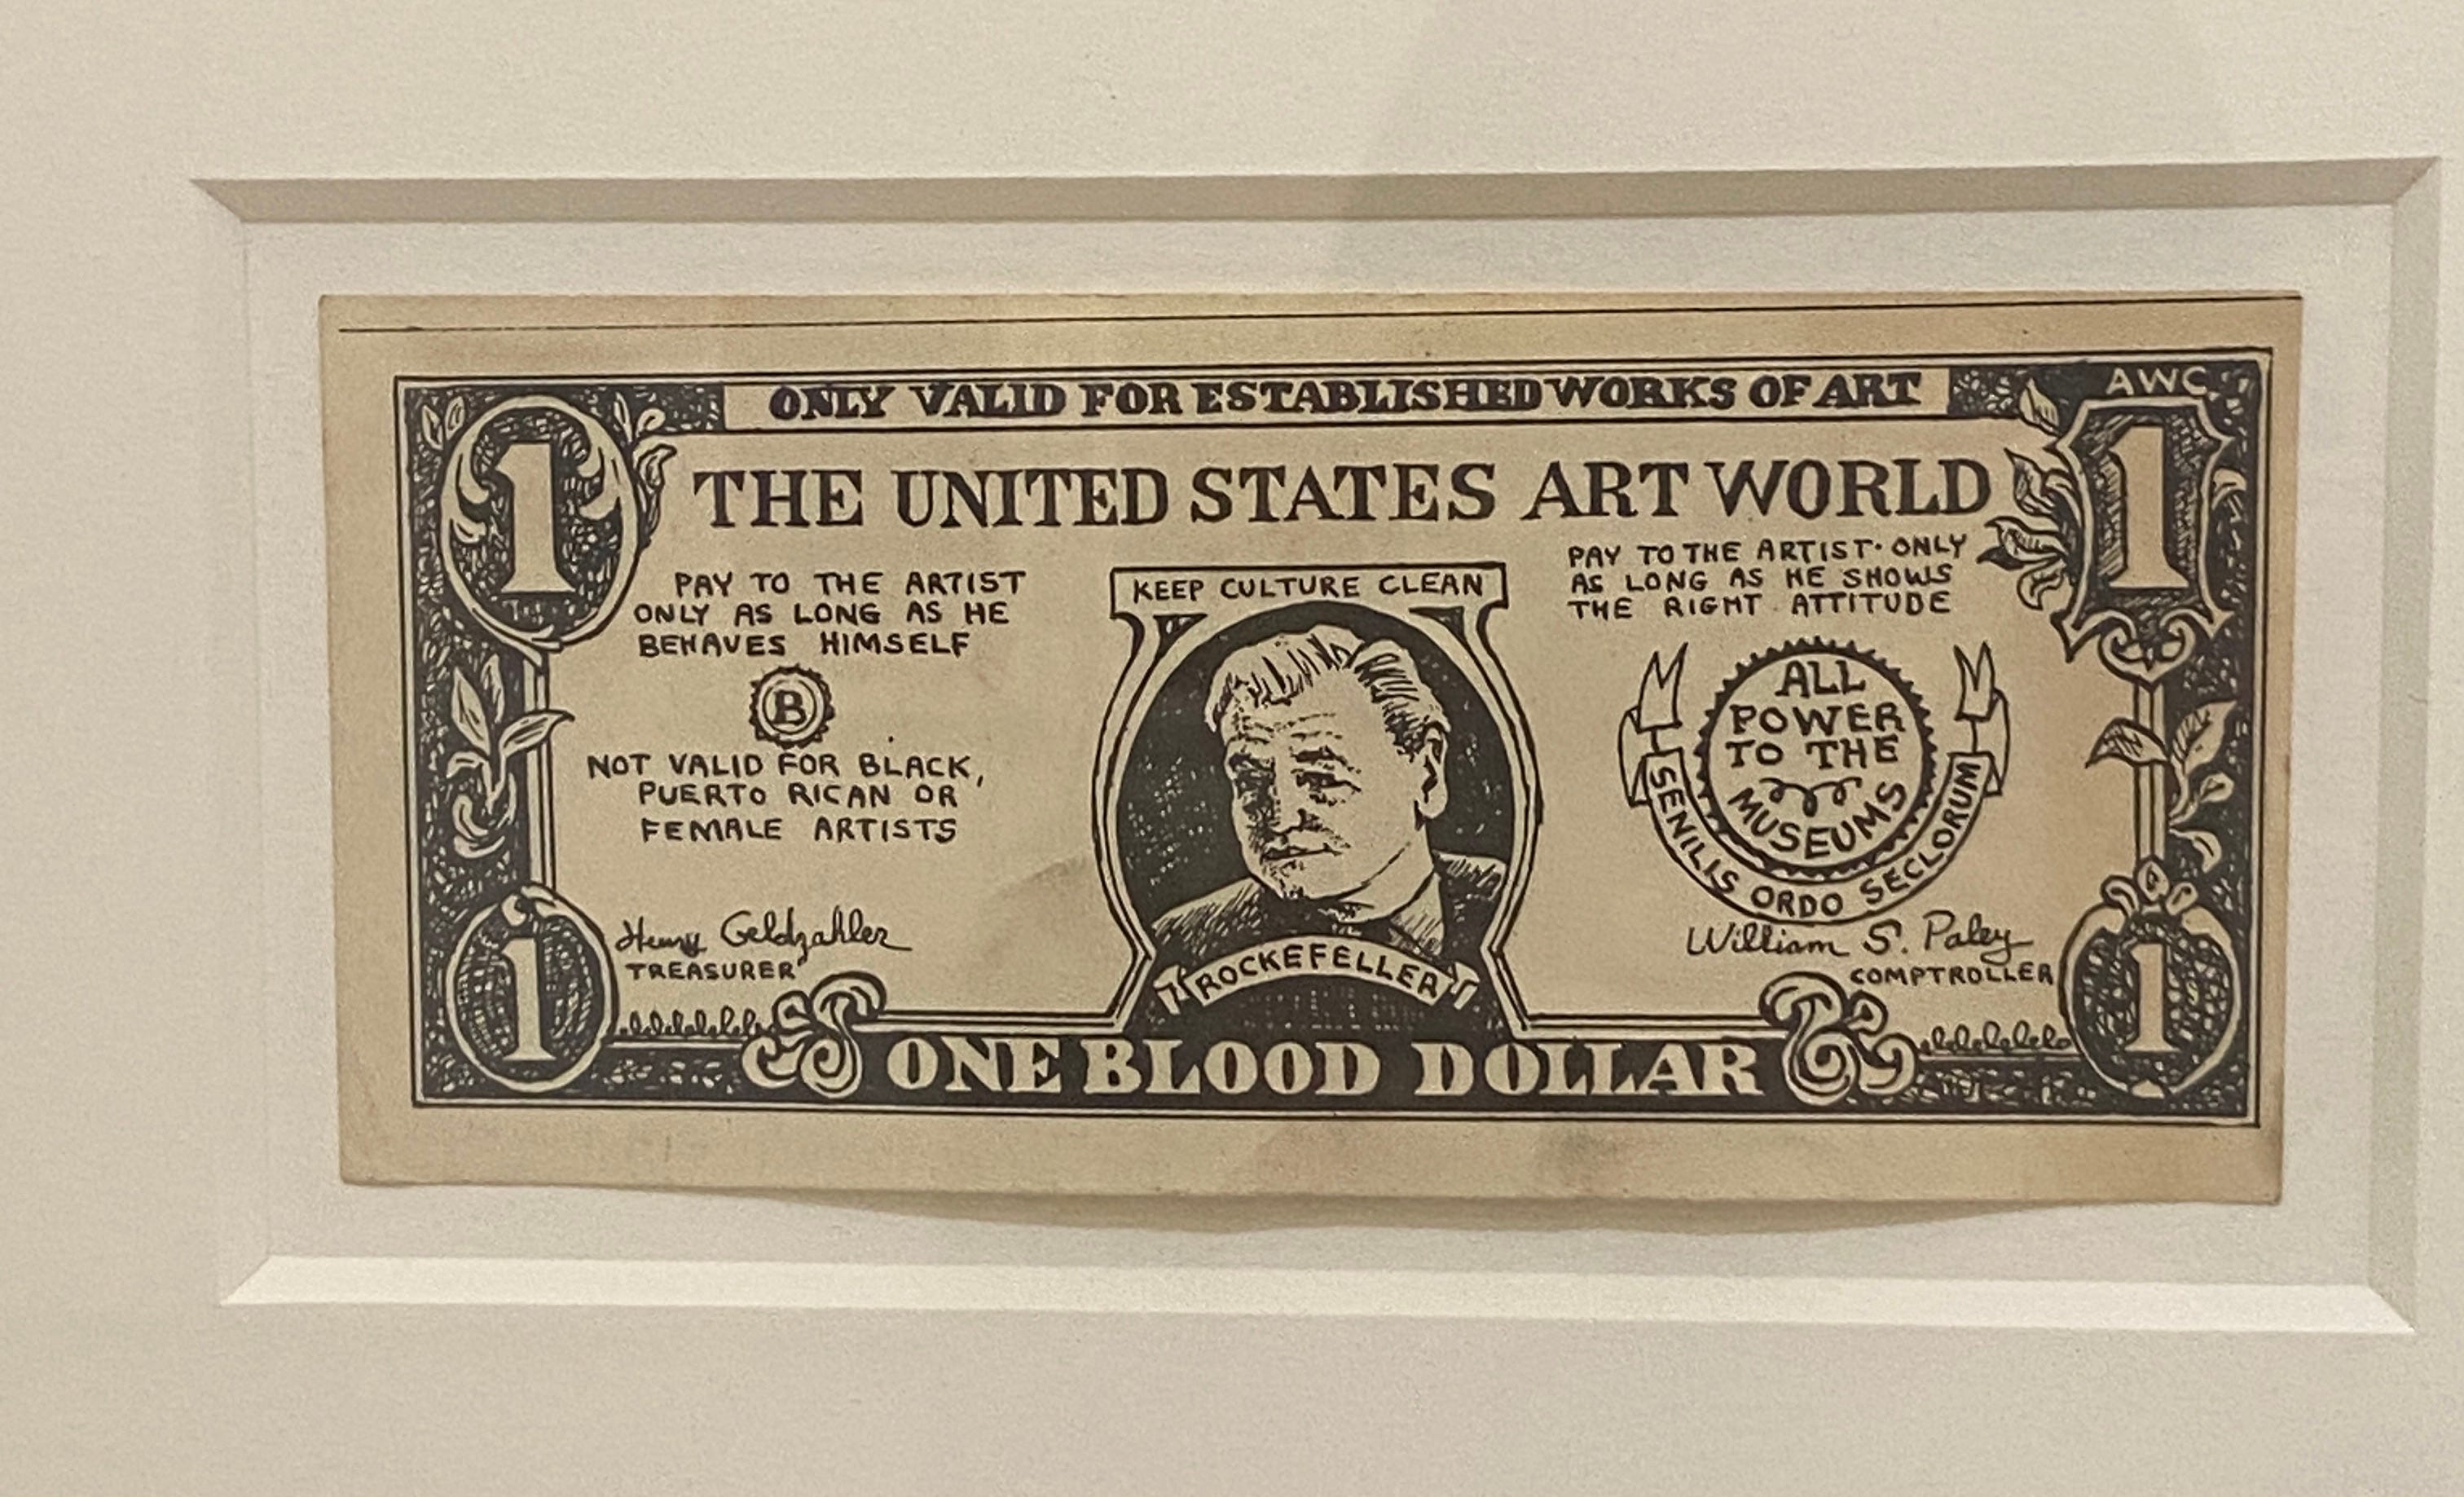 ONLY VALID FOR ESTABLISHED WORKS OF ART
AWC
1
1
THE UNITED STATES ART WORLD
PAY TO THE ARTIST
ONLY AS LONG AS HE
BEHAVES HIMSELF
B
NOT VALID FOR BLACK,
PUERTO RICAN OR
FEMALE ARTISTS
Henry Geldzahler
TREASURER
KEEP CULTURE CLEAN
ROCKEFELLER
PAY TO THE ARTIST· ONLY
AS LONG AS HE SHOWS
THE RIGHT ATTITUDE
ALL
POWER
TO THE
MUSEUMS
SENILIS ORDO SECLORUM
William S. Paley
COMPTROLLER
1
1
ONE BLOOD DOLLAR